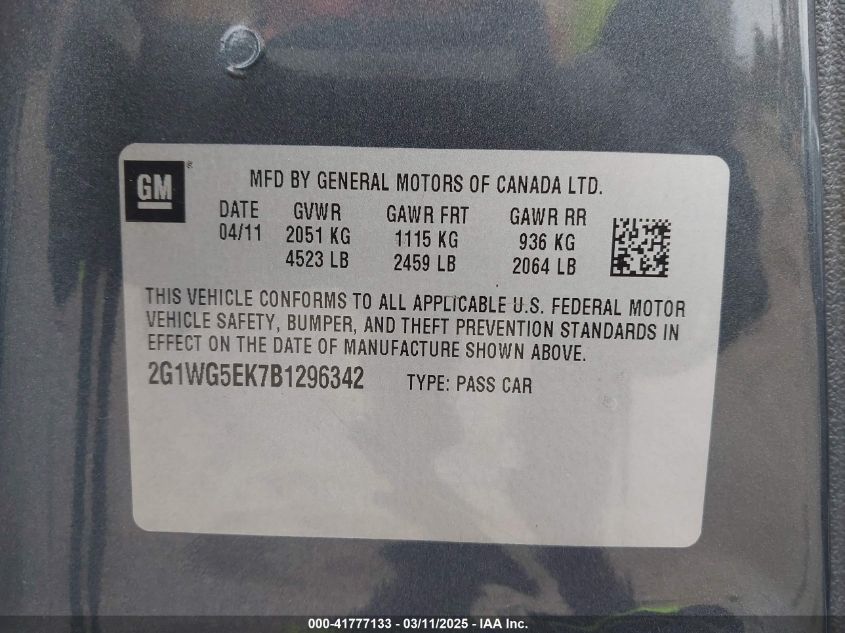 GM ®
MFD BY GENERAL MOTORS OF CANADA LTD.
DATE GVWR GAWR FRT GAWR RR
04/11 2051 KG 1115 KG 936 KG
4523 LB 2459 LB 2064 LB
THIS VEHICLE CONFORMS TO ALL APPLICABLE U.S. FEDERAL MOTOR
VEHICLE SAFETY, BUMPER, AND THEFT PREVENTION STANDARDS IN
EFFECT ON THE DATE OF MANUFACTURE SHOWN ABOVE.
2G1WG5EK7B1296342 TYPE: PASS CAR
000-41777133 - 03/11/2025 - IAA Inc.